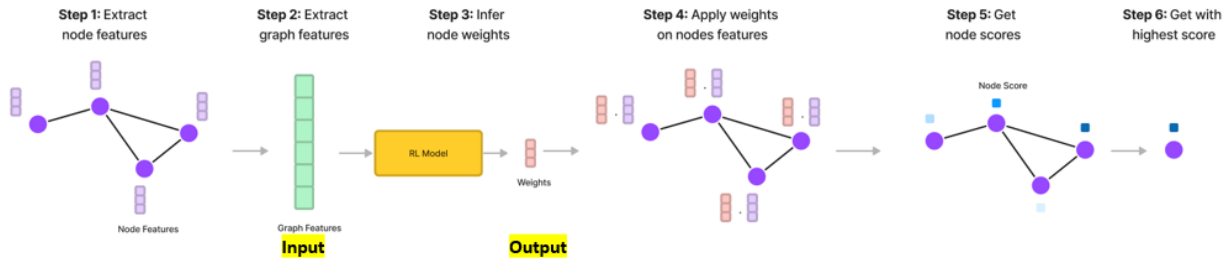 Step 1: Extract
node features
Step 2: Extract
graph features
Step 3: Infer
node weights
Step 4: Apply weights
on nodes features
Step 5: Get
node scores
Step 6: Get with
highest score
Node Score
RL Model
Weights
Node Features
Graph Features
Input
Output